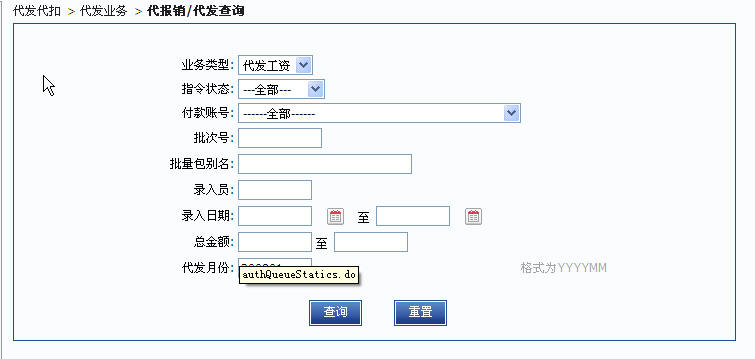 代发代扣 > 代发业务 > 代报销/代发查询
业务类型: 代发工资
指令状态: ---全部---
付款账号: ------全部------
批次号:
批量包别名:
录入员:
录入日期: 至
总金额: 至
代发月份: 格式为YYYYMM
authQueueStatics.do
查询 重置